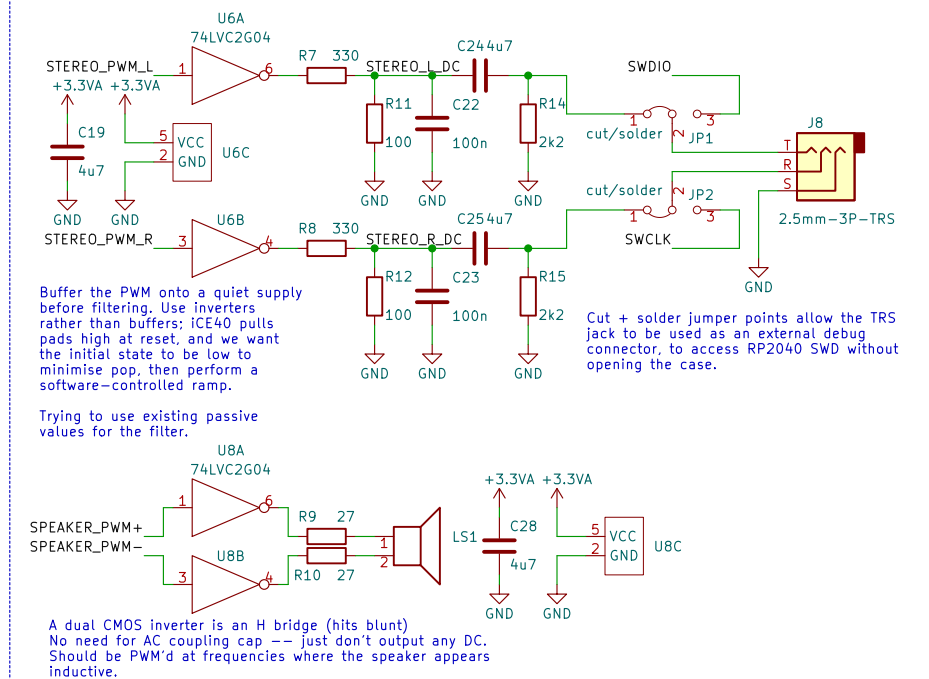 U6A
74LVC2G04
R7 330
C244u7
STEREO_PWM_L
1
6
STEREO_L_DC
SWDIO
+3.3VA +3.3VA
R11
C22
R14
1
2
3
J8
C19
4u7
5
2
VCC
GND
U6C
100
100n
2k2
cut/solder
JP1
T
R
S
GND GND
GND GND GND
U6B
R8 330
C254u7
cut/solder
2
JP2
1
3
STEREO_PWM_R
3
4
STEREO_R_DC
SWCLK
2.5mm-3P-TRS
R12
C23
R15
GND
100
100n
2k2
GND GND GND
Buffer the PWM onto a quiet supply
before filtering. Use inverters
rather than buffers; iCE40 pulls
pads high at reset, and we want
the initial state to be low to
minimise pop, then perform a
software-controlled ramp.
Trying to use existing passive
values for the filter.
Cut + solder jumper points allow the TRS
jack to be used as an external debug
connector, to access RP2040 SWD without
opening the case.
U8A
74LVC2G04
1
6
SPEAKER_PWM+
SPEAKER_PWM-
R9 27
1
2
LS1
U8B
3
4
R10 27
+3.3VA +3.3VA
C28
4u7
5
2
VCC
GND
U8C
GND GND
A dual CMOS inverter is an H bridge (hits blunt)
No need for AC coupling cap -- just don't output any DC.
Should be PWM'd at frequencies where the speaker appears
inductive.